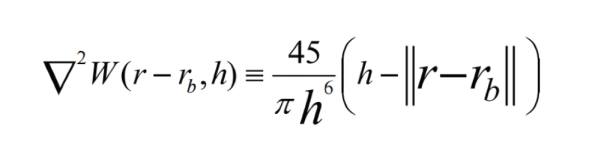 ∇²W(r − r_b, h) ≡ 45/(πh⁶) (h − ‖r − r_b‖)